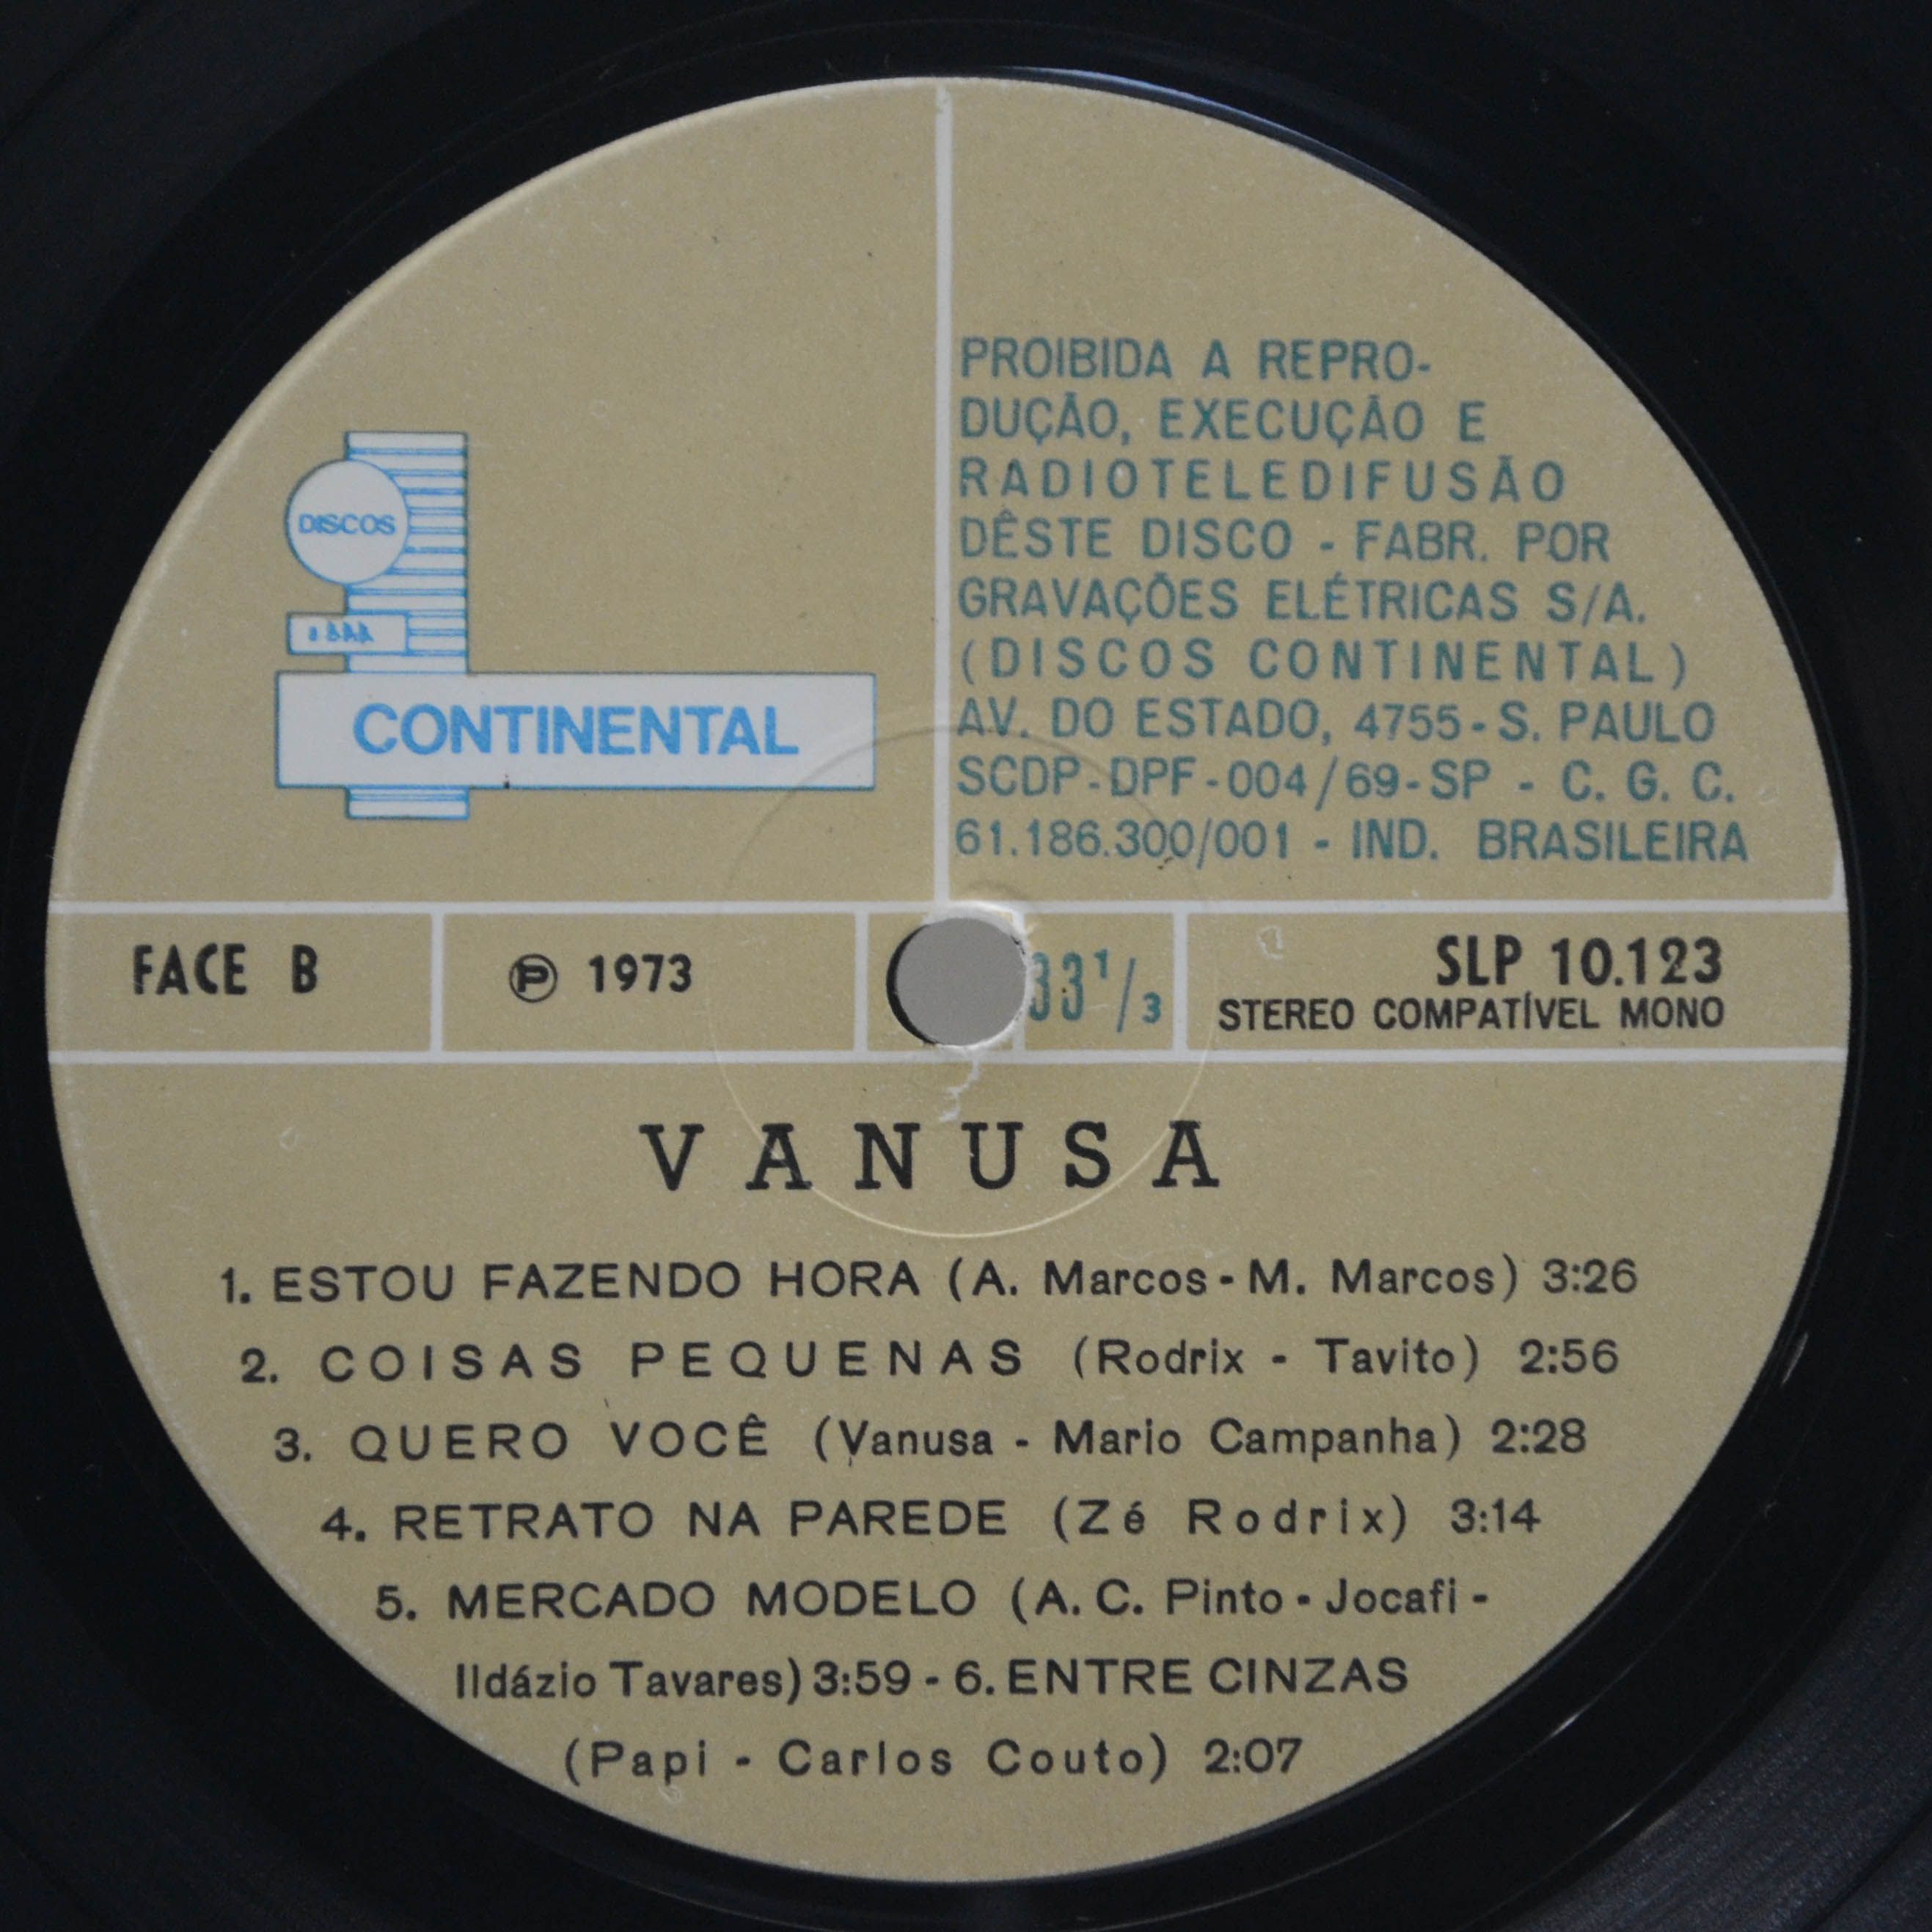 DISCOS
CONTINENTAL
PROIBIDA A REPRO-
DUÇÃO, EXECUÇÃO E
RADIOTELEDIFUSÃO
DÊSTE DISCO - FABR. POR
GRAVAÇÕES ELÉTRICAS S/A.
(DISCOS CONTINENTAL)
AV. DO ESTADO, 4755 - S. PAULO
SCDP-DPF-004/69-SP - C. G. C.
61.186.300/001 - IND. BRASILEIRA
FACE B
℗ 1973
33 1/3
SLP 10.123
STEREO COMPATÍVEL MONO
VANUSA
1. ESTOU FAZENDO HORA (A. Marcos - M. Marcos) 3:26
2. COISAS PEQUENAS (Rodrix - Tavito) 2:56
3. QUERO VOCÊ (Vanusa - Mario Campanha) 2:28
4. RETRATO NA PAREDE (Zé Rodrix) 3:14
5. MERCADO MODELO (A. C. Pinto - Jocafi -
Ildázio Tavares) 3:59 - 6. ENTRE CINZAS
(Papi - Carlos Couto) 2:07